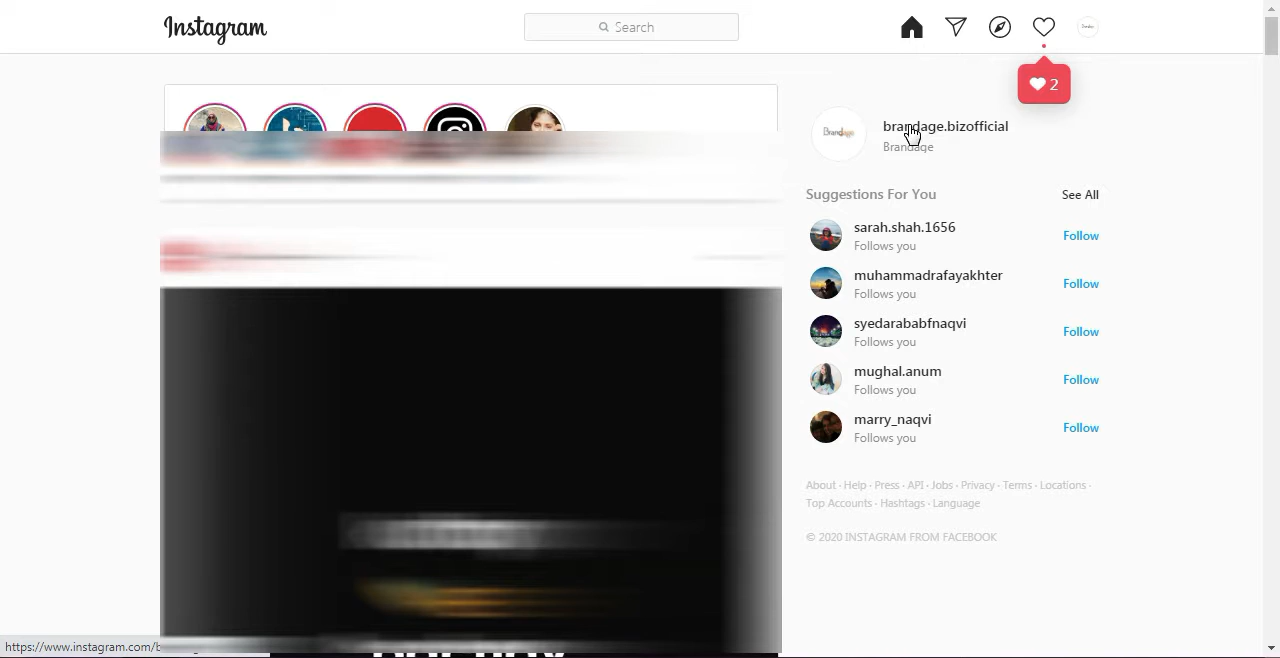 Instagram
Search
2
brandage.bizofficial
Brandage
Brandage
Suggestions For You
See All
sarah.shah.1656
Follows you
Follow
muhammadrafayakhter
Follows you
Follow
syedarababfnaqvi
Follows you
Follow
mughal.anum
Follows you
Follow
marry_naqvi
Follows you
Follow
About · Help · Press · API · Jobs · Privacy · Terms · Locations ·
Top Accounts · Hashtags · Language
© 2020 INSTAGRAM FROM FACEBOOK
https://www.instagram.com/b